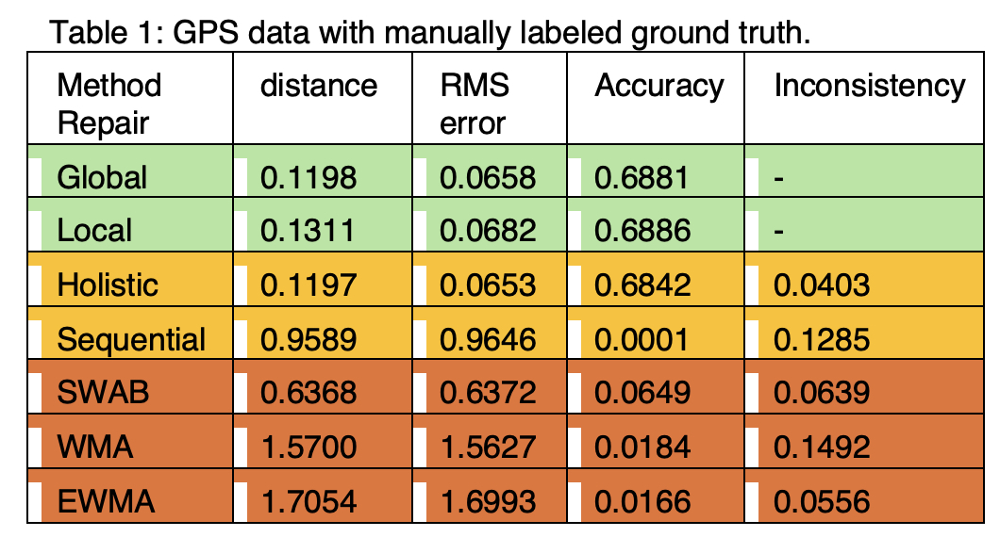 Table 1: GPS data with manually labeled ground truth.
Method Repair distance RMS error Accuracy Inconsistency
Global 0.1198 0.0658 0.6881 -
Local 0.1311 0.0682 0.6886 -
Holistic 0.1197 0.0653 0.6842 0.0403
Sequential 0.9589 0.9646 0.0001 0.1285
SWAB 0.6368 0.6372 0.0649 0.0639
WMA 1.5700 1.5627 0.0184 0.1492
EWMA 1.7054 1.6993 0.0166 0.0556